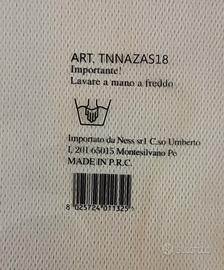 ART. TNNAZAS18
Importante!
Lavare a mano a freddo
Importato da Ness srl C.so Umberto
I, 201 65015 Montesilvano Pe
MADE IN P.R.C.
8 025724 011325